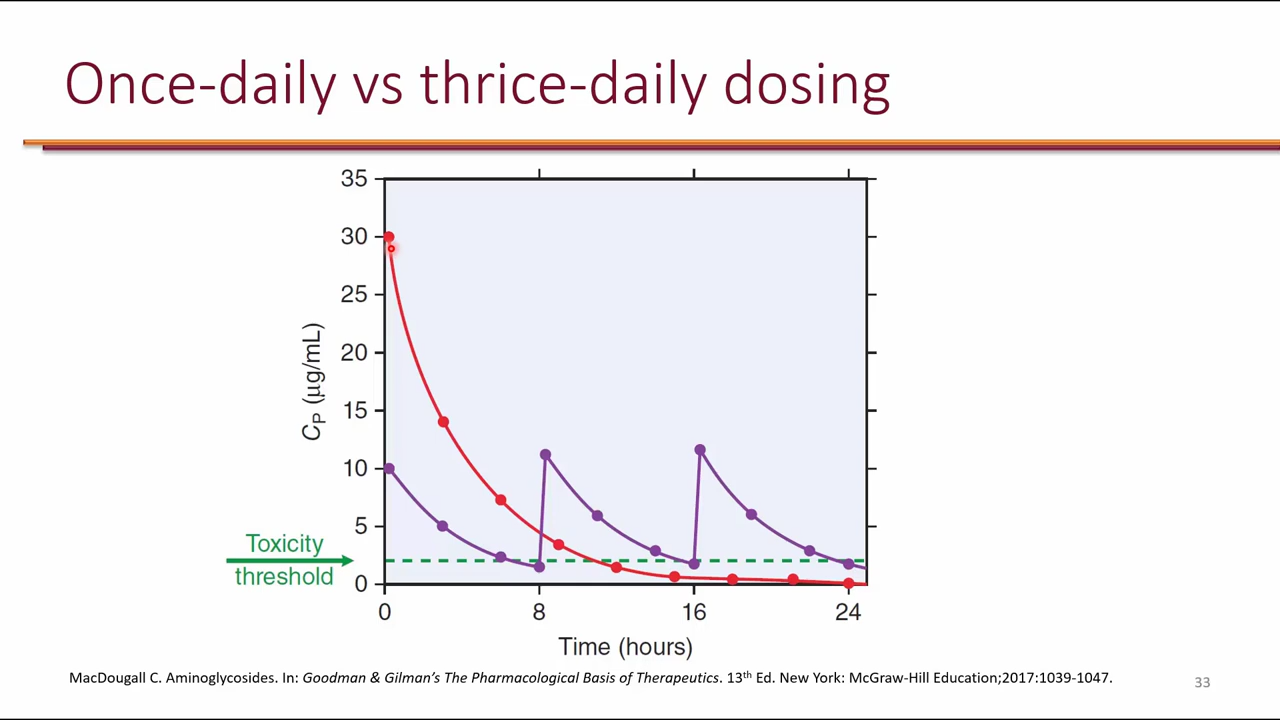 Once-daily vs thrice-daily dosing
35
30
25
20
15
10
5
0
C_P (µg/mL)
Toxicity
threshold
0 8 16 24
Time (hours)
MacDougall C. Aminoglycosides. In: Goodman & Gilman’s The Pharmacological Basis of Therapeutics. 13th Ed. New York: McGraw-Hill Education;2017:1039-1047.
33